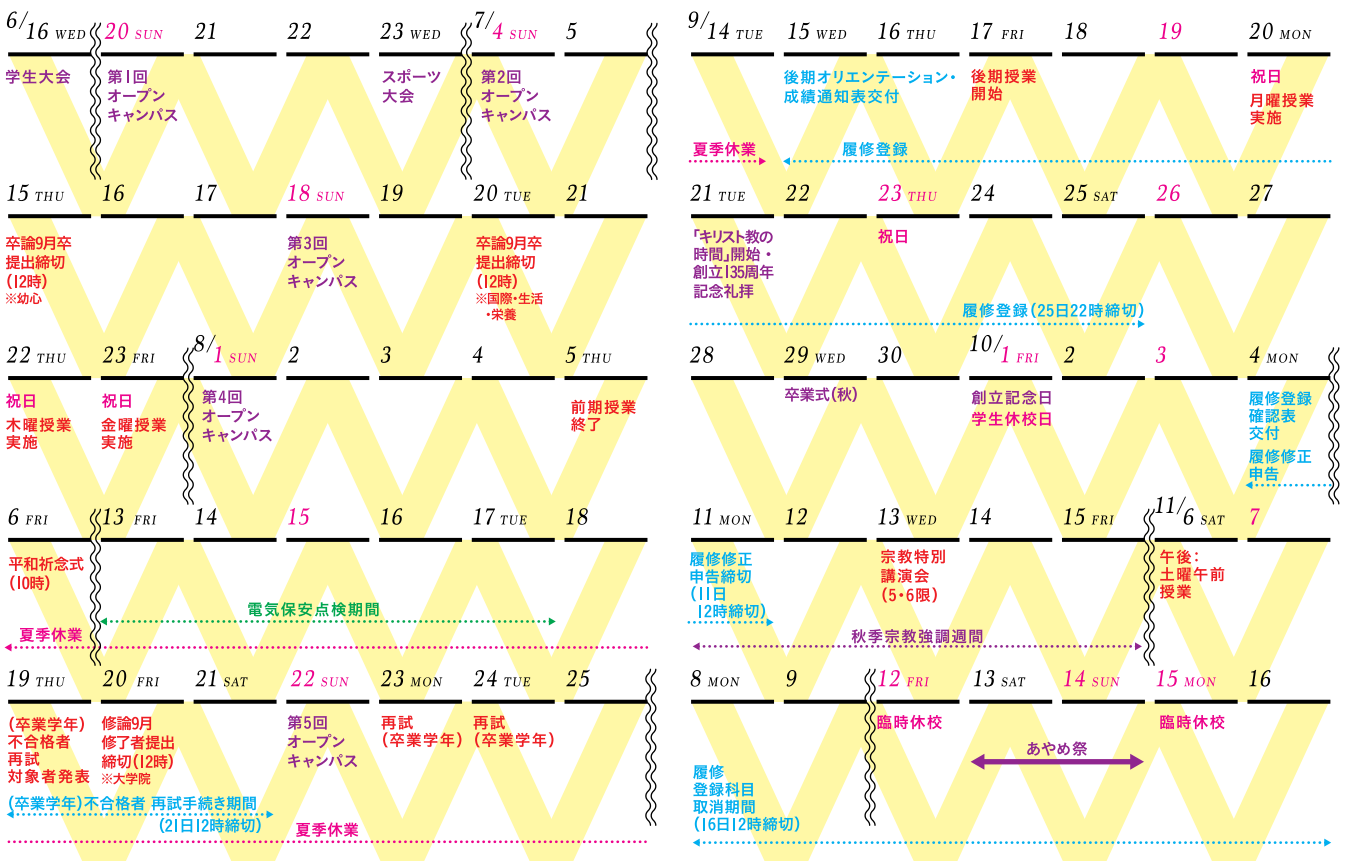 6/16 WED 20 SUN 21 22 23 WED 7/4 SUN 5
学生大会 第1回 スポーツ 第2回
オープン 大会 オープン
キャンパス キャンパス
15 THU 16 17 18 SUN 19 20 TUE 21
卒論9月卒 第3回 卒論9月卒
提出締切 オープン 提出締切
(12時) キャンパス (12時)
※幼心 ※国際・生活
・栄養
22 THU 23 FRI 8/1 SUN 2 3 4 5 THU
祝日 祝日 第4回 前期授業
木曜授業 金曜授業 オープン 終了
実施 実施 キャンパス
6 FRI 13 FRI 14 15 16 17 TUE 18
平和祈念式
(10時)
電気保安点検期間
夏季休業
19 THU 20 FRI 21 SAT 22 SUN 23 MON 24 TUE 25
(卒業学年) 修論9月 第5回 再試 再試
不合格者 修了者提出 オープン (卒業学年) (卒業学年)
再試 締切(12時) キャンパス
対象者発表 ※大学院
(卒業学年)不合格者 再試手続き期間
(21日12時締切)
夏季休業
9/14 TUE 15 WED 16 THU 17 FRI 18 19 20 MON
後期オリエンテーション・ 後期授業 祝日
成績通知表交付 開始 月曜授業
実施
夏季休業 履修登録
21 TUE 22 23 THU 24 25 SAT 26 27
「キリスト教の 祝日
時間」開始・
創立135周年
記念礼拝
履修登録(25日22時締切)
28 29 WED 30 10/1 FRI 2 3 4 MON
卒業式(秋) 創立記念日 履修登録
学生休校日 確認表
交付
履修修正
申告
11 MON 12 13 WED 14 15 FRI 11/6 SAT 7
履修修正 宗教特別 午後:
申告締切 講演会 土曜午前
(11日 (5・6限) 授業
12時締切)
秋季宗教強調週間
8 MON 9 12 FRI 13 SAT 14 SUN 15 MON 16
臨時休校 臨時休校
あやめ祭
履修
登録科目
取消期間
(16日12時締切)